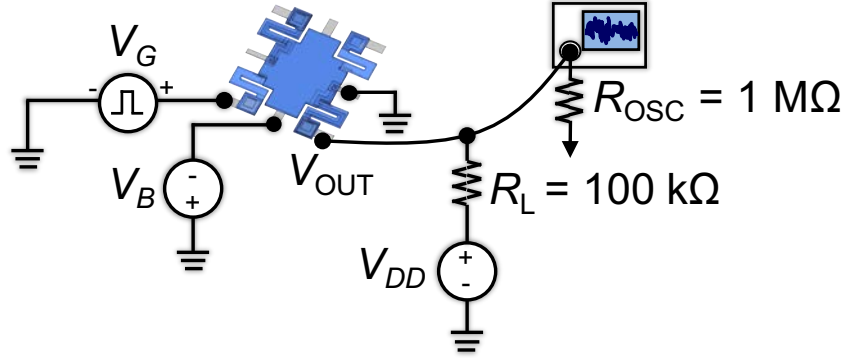 V_G
- +
R_OSC = 1 MΩ
V_OUT
V_B
-
+
R_L = 100 kΩ
V_DD
+
-